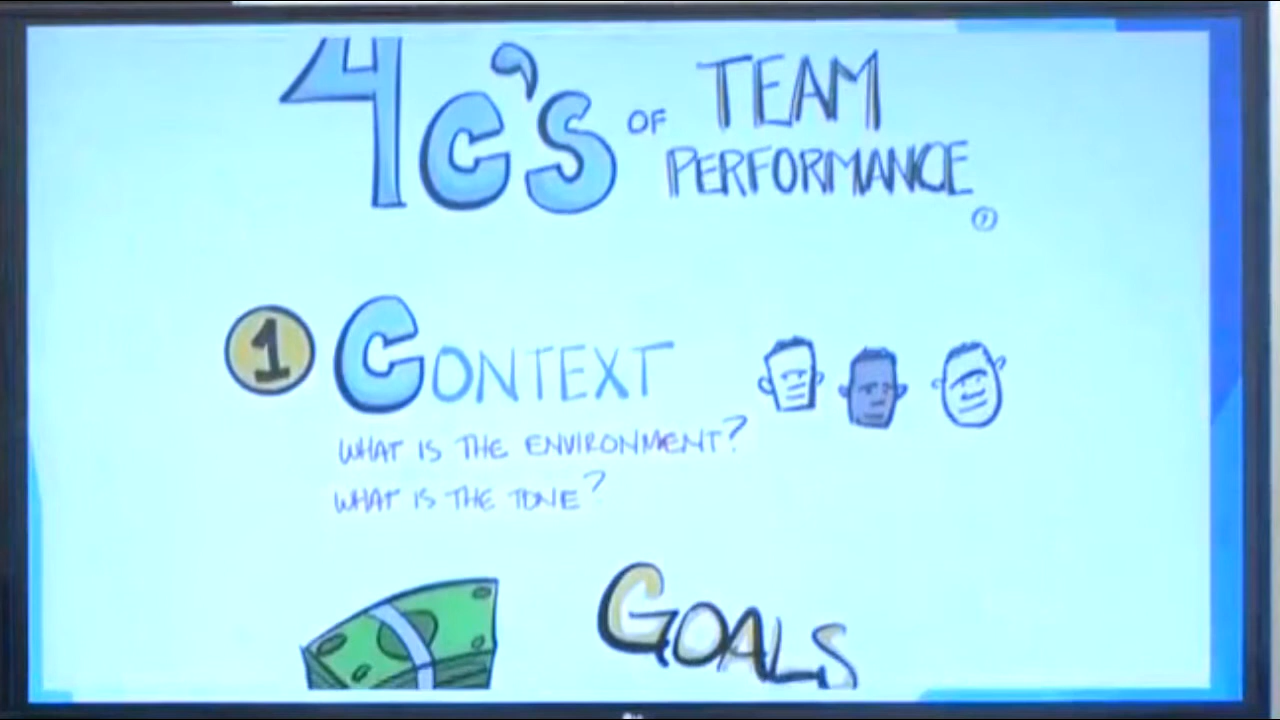 4C's OF TEAM
PERFORMANCE
1 CONTEXT
WHAT IS THE ENVIRONMENT?
WHAT IS THE TONE?
GOALS